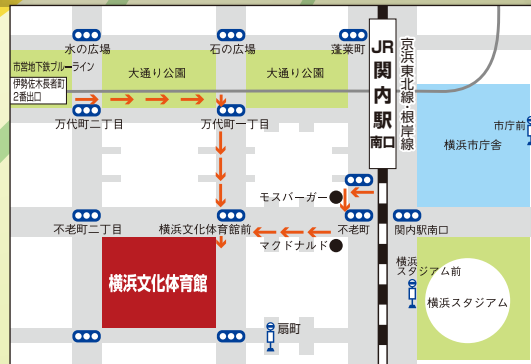 水の広場
石の広場
蓬莱町
JR関内駅
南口
京浜東北線・根岸線
市営地下鉄ブルーライン
伊勢佐木長者町
2番出口
大通り公園
大通り公園
万代町二丁目
万代町一丁目
市庁前
横浜市庁舎
モスバーガー
不老町二丁目
横浜文化体育館前
不老町
関内駅南口
マクドナルド
横浜文化体育館
横浜
スタジアム前
横浜スタジアム
扇町